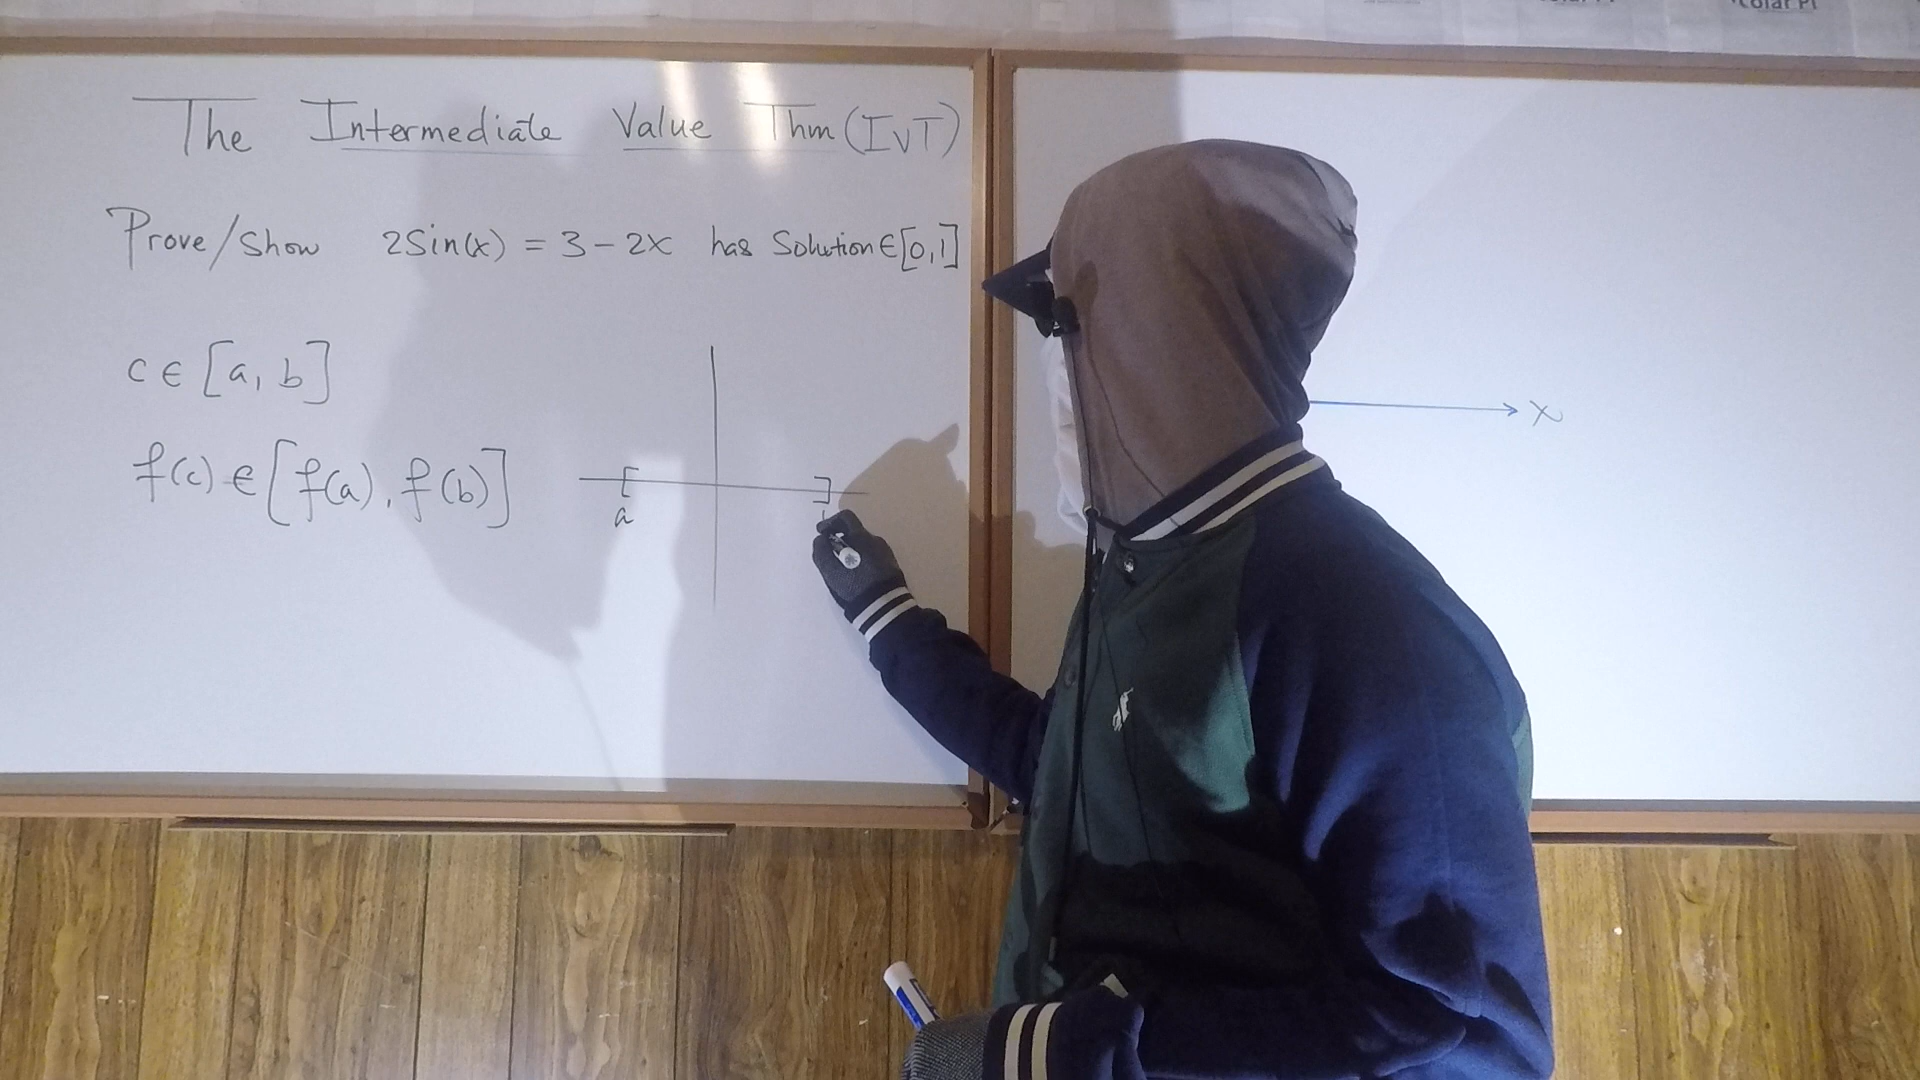 The Intermediate Value Thm (IVT)
Prove/Show 2Sin(x) = 3 - 2x has Solution ∈ [0,1]
c ∈ [a, b]
f(c) ∈ [f(a), f(b)]
a
x